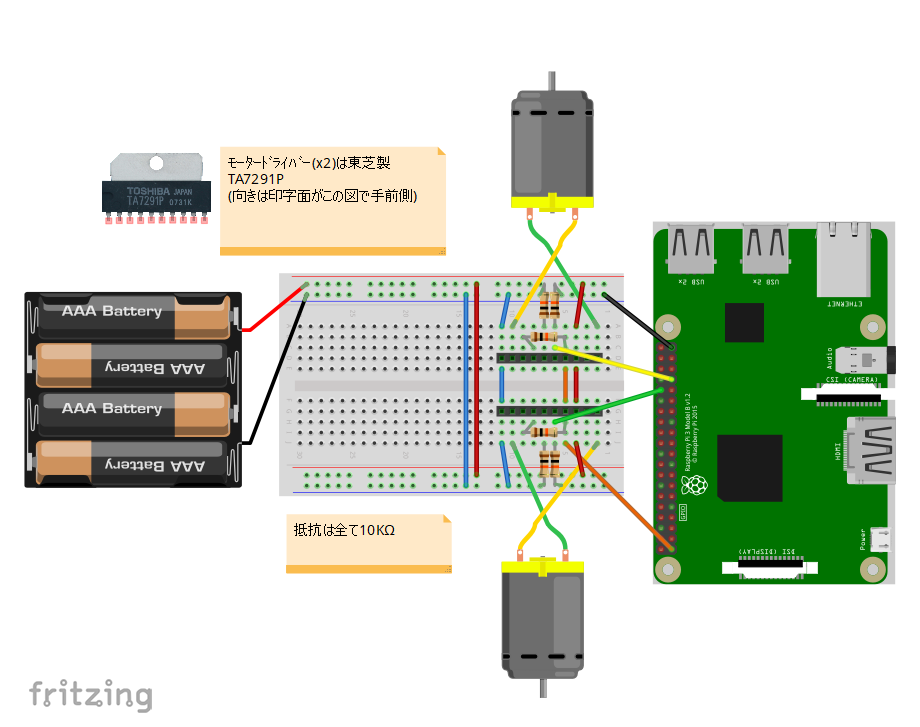 モータードライバー(x2)は東芝製
TA7291P
(向きは印字面がこの図で手前側)
TOSHIBA JAPAN
TA7291P 0731K
USB 2x
USB 2x
ETHERNET
AAA Battery
AAA Battery
AAA Battery
AAA Battery
Audio
CSI (CAMERA)
Raspberry Pi 3 Model B v1.2
© Raspberry Pi 2015
HDMI
GPIO
Power
DSI (DISPLAY)
抵抗は全て10KΩ
fritzing